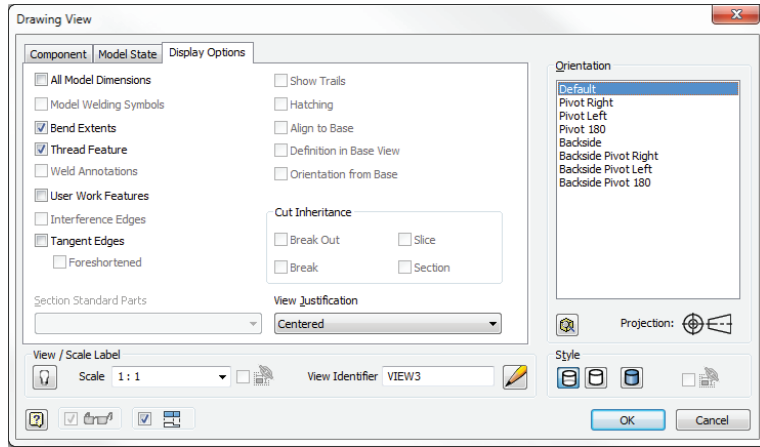 Drawing View
Component Model State Display Options
All Model Dimensions
Model Welding Symbols
Bend Extents
Thread Feature
Weld Annotations
User Work Features
Interference Edges
Tangent Edges
Foreshortened
Section Standard Parts
Show Trails
Hatching
Align to Base
Definition in Base View
Orientation from Base
Cut Inheritance
Break Out Slice
Break Section
View Justification
Centered
Orientation
Default
Pivot Right
Pivot Left
Pivot 180
Backside
Backside Pivot Right
Backside Pivot Left
Backside Pivot 180
Projection:
View / Scale Label
Scale 1 : 1 View Identifier VIEW3
Style
OK Cancel